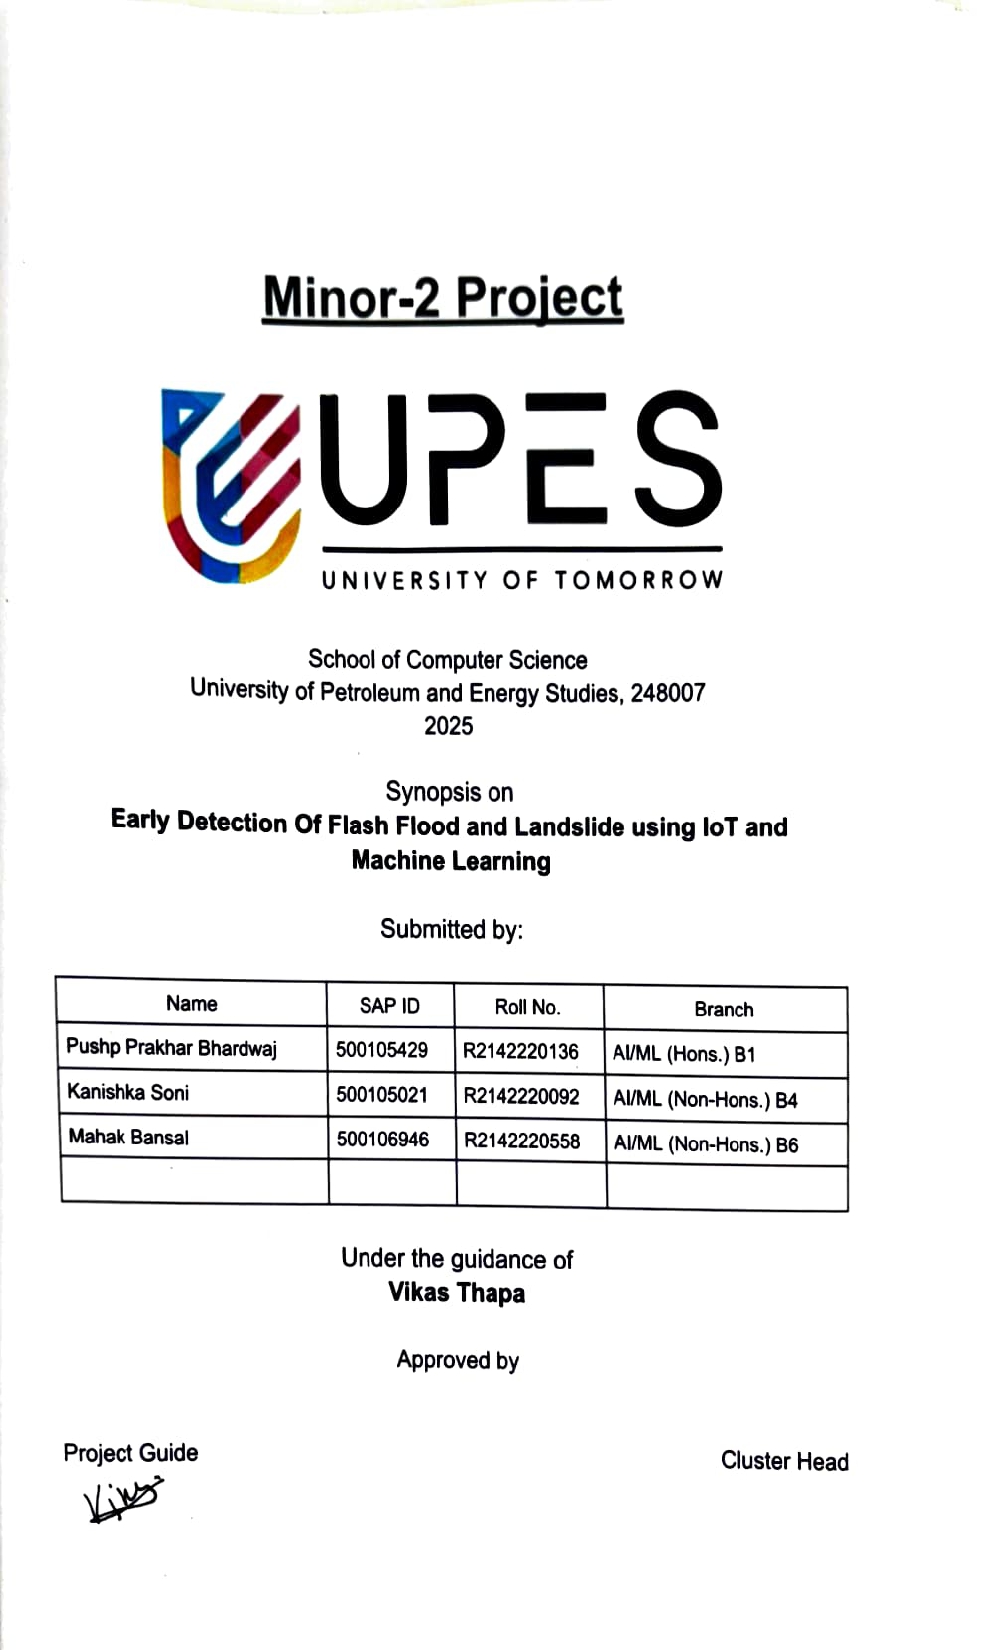 Minor-2 Project
UPES
UNIVERSITY OF TOMORROW
School of Computer Science
University of Petroleum and Energy Studies, 248007
2025
Synopsis on
Early Detection Of Flash Flood and Landslide using IoT and
Machine Learning
Submitted by:
Name SAP ID Roll No. Branch
Pushp Prakhar Bhardwaj 500105429 R2142220136 AI/ML (Hons.) B1
Kanishka Soni 500105021 R2142220092 AI/ML (Non-Hons.) B4
Mahak Bansal 500106946 R2142220558 AI/ML (Non-Hons.) B6
Under the guidance of
Vikas Thapa
Approved by
Project Guide Cluster Head